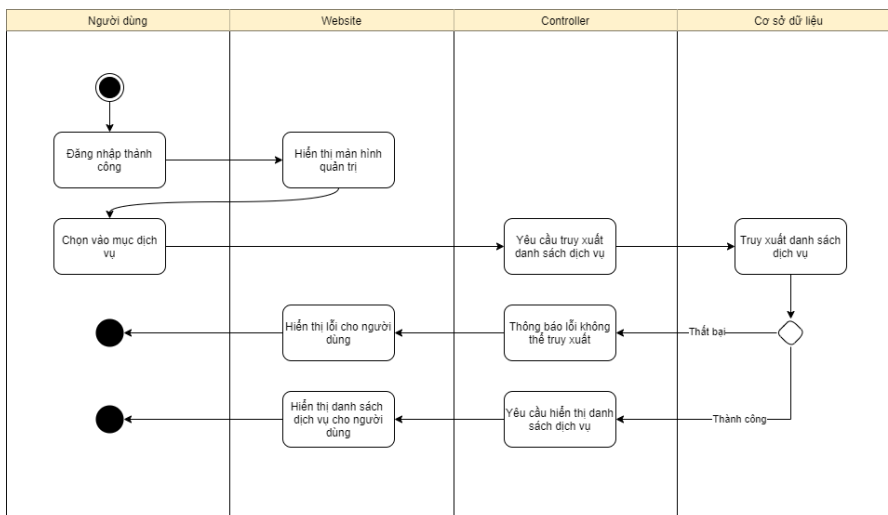 Người dùng
Website
Controller
Cơ sở dữ liệu
Đăng nhập thành
công
Hiển thị mán hình
quản trị
Chọn vào mục dịch
vụ
Yêu cầu truy xuất
danh sách dịch vụ
Truy xuất danh sách
dịch vụ
Hiển thị lỗi cho người
dùng
Thông báo lỗi không
thể truy xuất
Thất bại
Hiển thị danh sách
dịch vụ cho người
dùng
Yêu cầu hiển thị danh
sách dịch vụ
Thành công